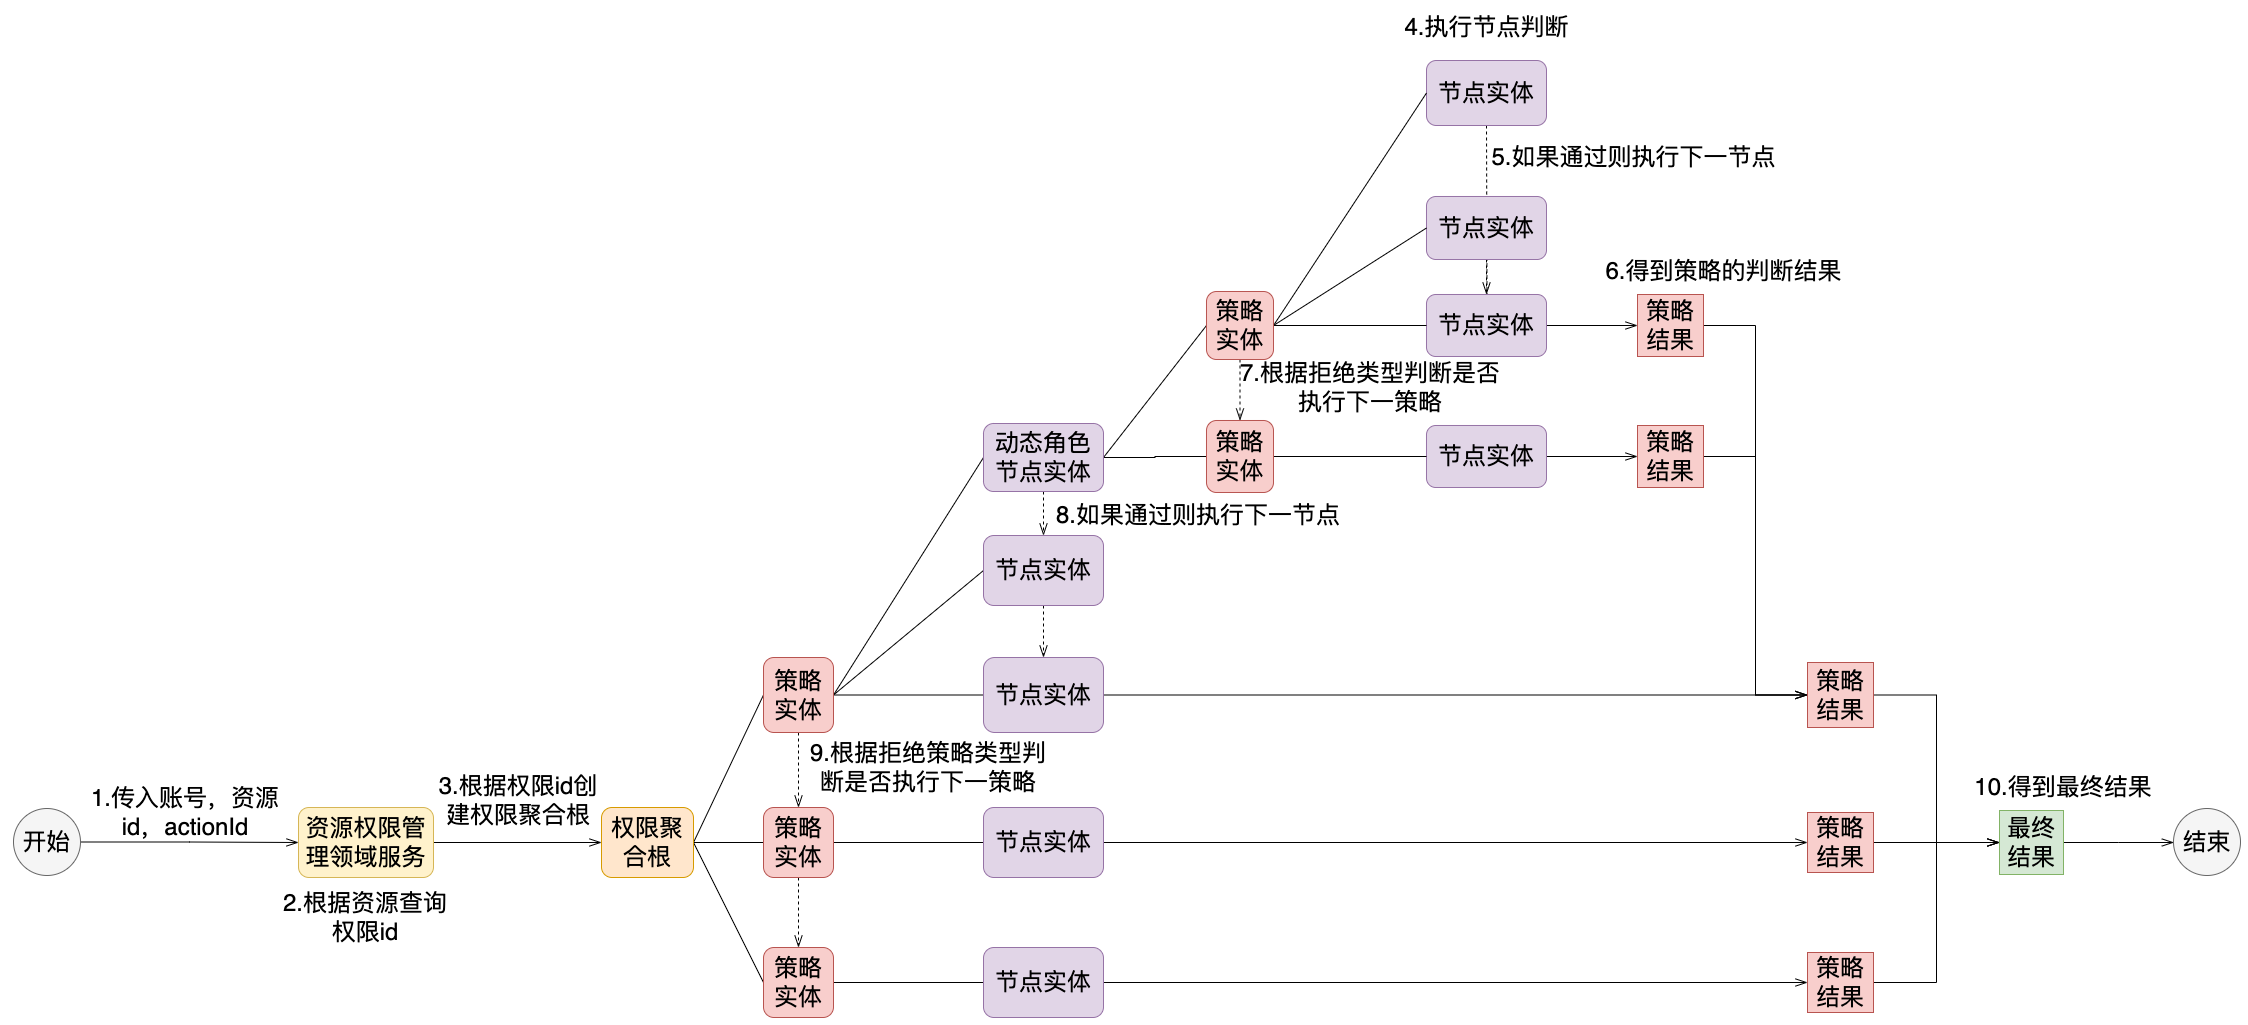 4.执行节点判断
节点实体
5.如果通过则执行下一节点
节点实体
6.得到策略的判断结果
策略
实体
节点实体
策略
结果
7.根据拒绝类型判断是否
执行下一策略
动态角色
节点实体
策略
实体
节点实体
策略
结果
8.如果通过则执行下一节点
节点实体
策略
实体
节点实体
策略
结果
9.根据拒绝策略类型判
断是否执行下一策略
开始
1.传入账号，资源
id，actionId
资源权限管
理领域服务
2.根据资源查询
权限id
3.根据权限id创
建权限聚合根
权限聚
合根
策略
实体
节点实体
策略
结果
10.得到最终结果
最终
结果
结束
策略
实体
节点实体
策略
结果